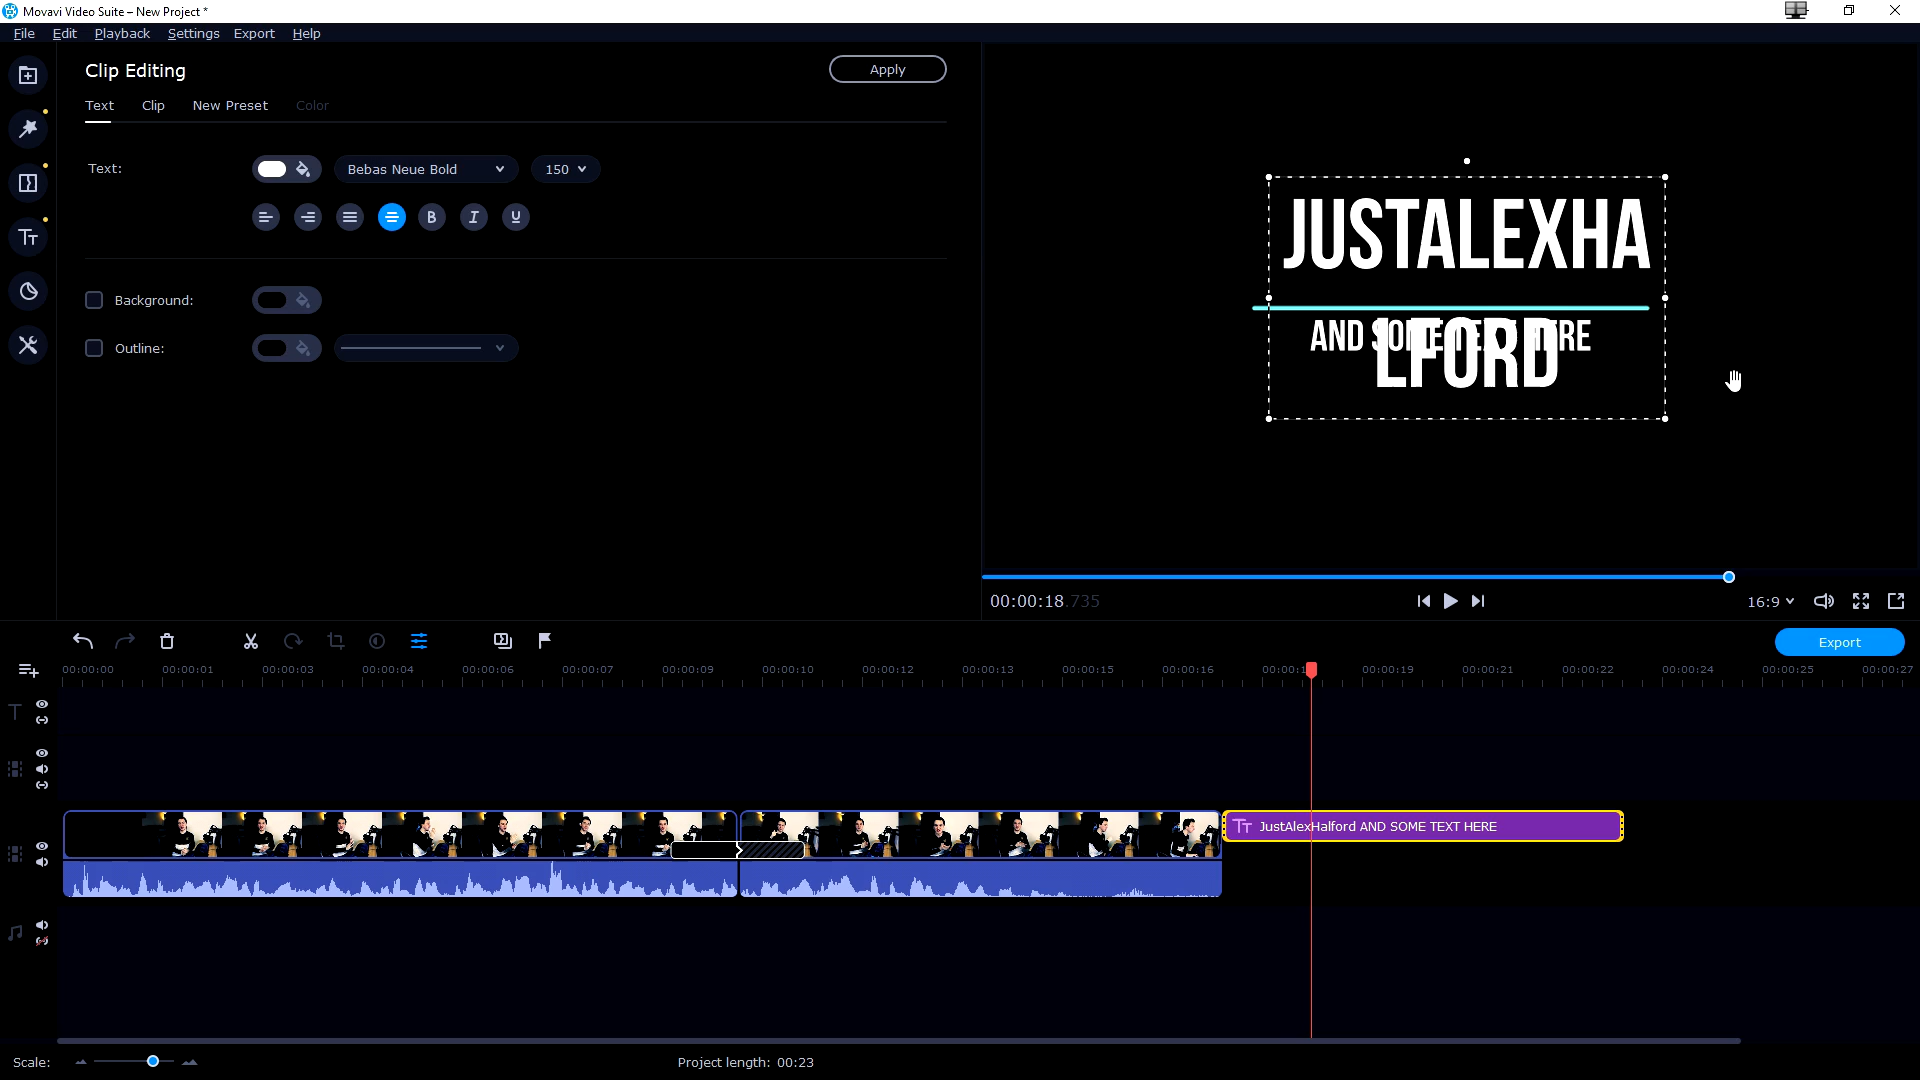 Movavi Video Suite – New Project *
File Edit Playback Settings Export Help
Clip Editing
Apply
Text Clip New Preset Color
Text:
Bebas Neue Bold
150
B I U
Background:
Outline:
JUSTALEXHA
LFORD
00:00:18.735
16:9
Export
00:00:00 00:00:01 00:00:03 00:00:04 00:00:06 00:00:07 00:00:09 00:00:10 00:00:12 00:00:13 00:00:15 00:00:16 00:00:19 00:00:21 00:00:22 00:00:24 00:00:25 00:00:27
JustAlexHalford AND SOME TEXT HERE
Scale:
Project length: 00:23